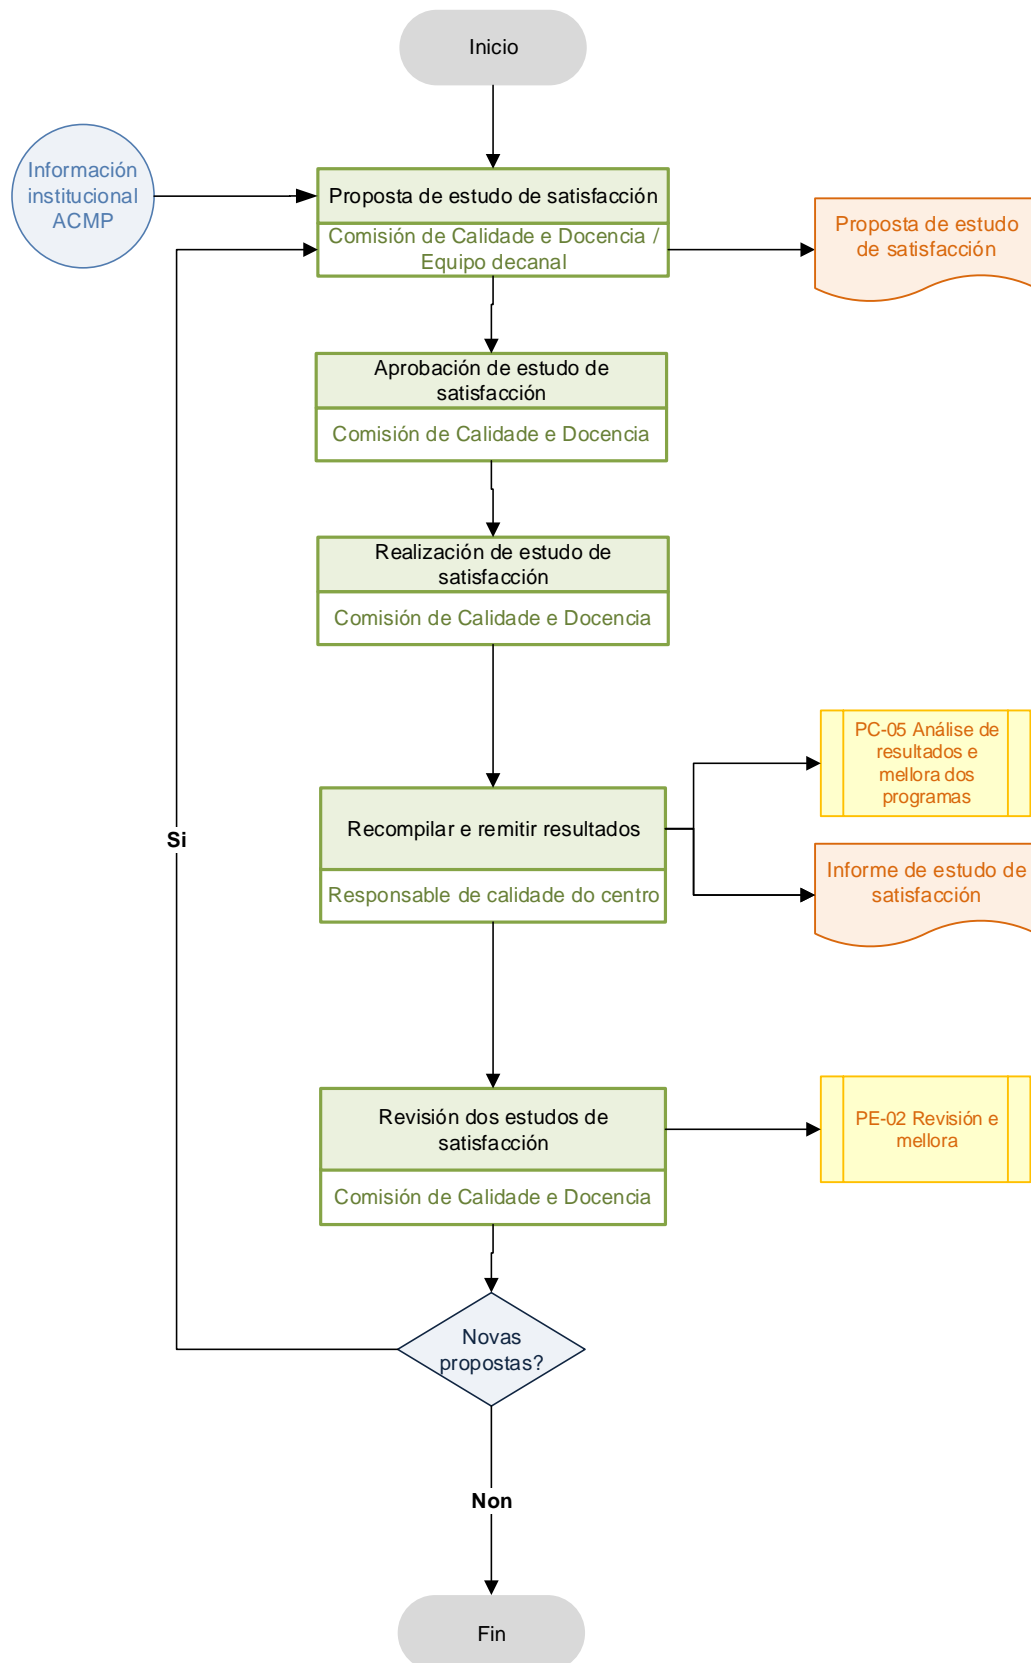 Inicio
Información
institucional
ACMP
Proposta de estudo de satisfacción
Comisión de Calidade e Docencia /
Equipo decanal
Proposta de estudo
de satisfacción
Aprobación de estudo de
satisfacción
Comisión de Calidade e Docencia
Realización de estudo de
satisfacción
Comisión de Calidade e Docencia
PC-05 Análise de
resultados e
mellora dos
programas
Recompilar e remitir resultados
Responsable de calidade do centro
Informe de estudo de
satisfacción
Si
Revisión dos estudos de
satisfacción
Comisión de Calidade e Docencia
PE-02 Revisión e
mellora
Novas
propostas?
Non
Fin